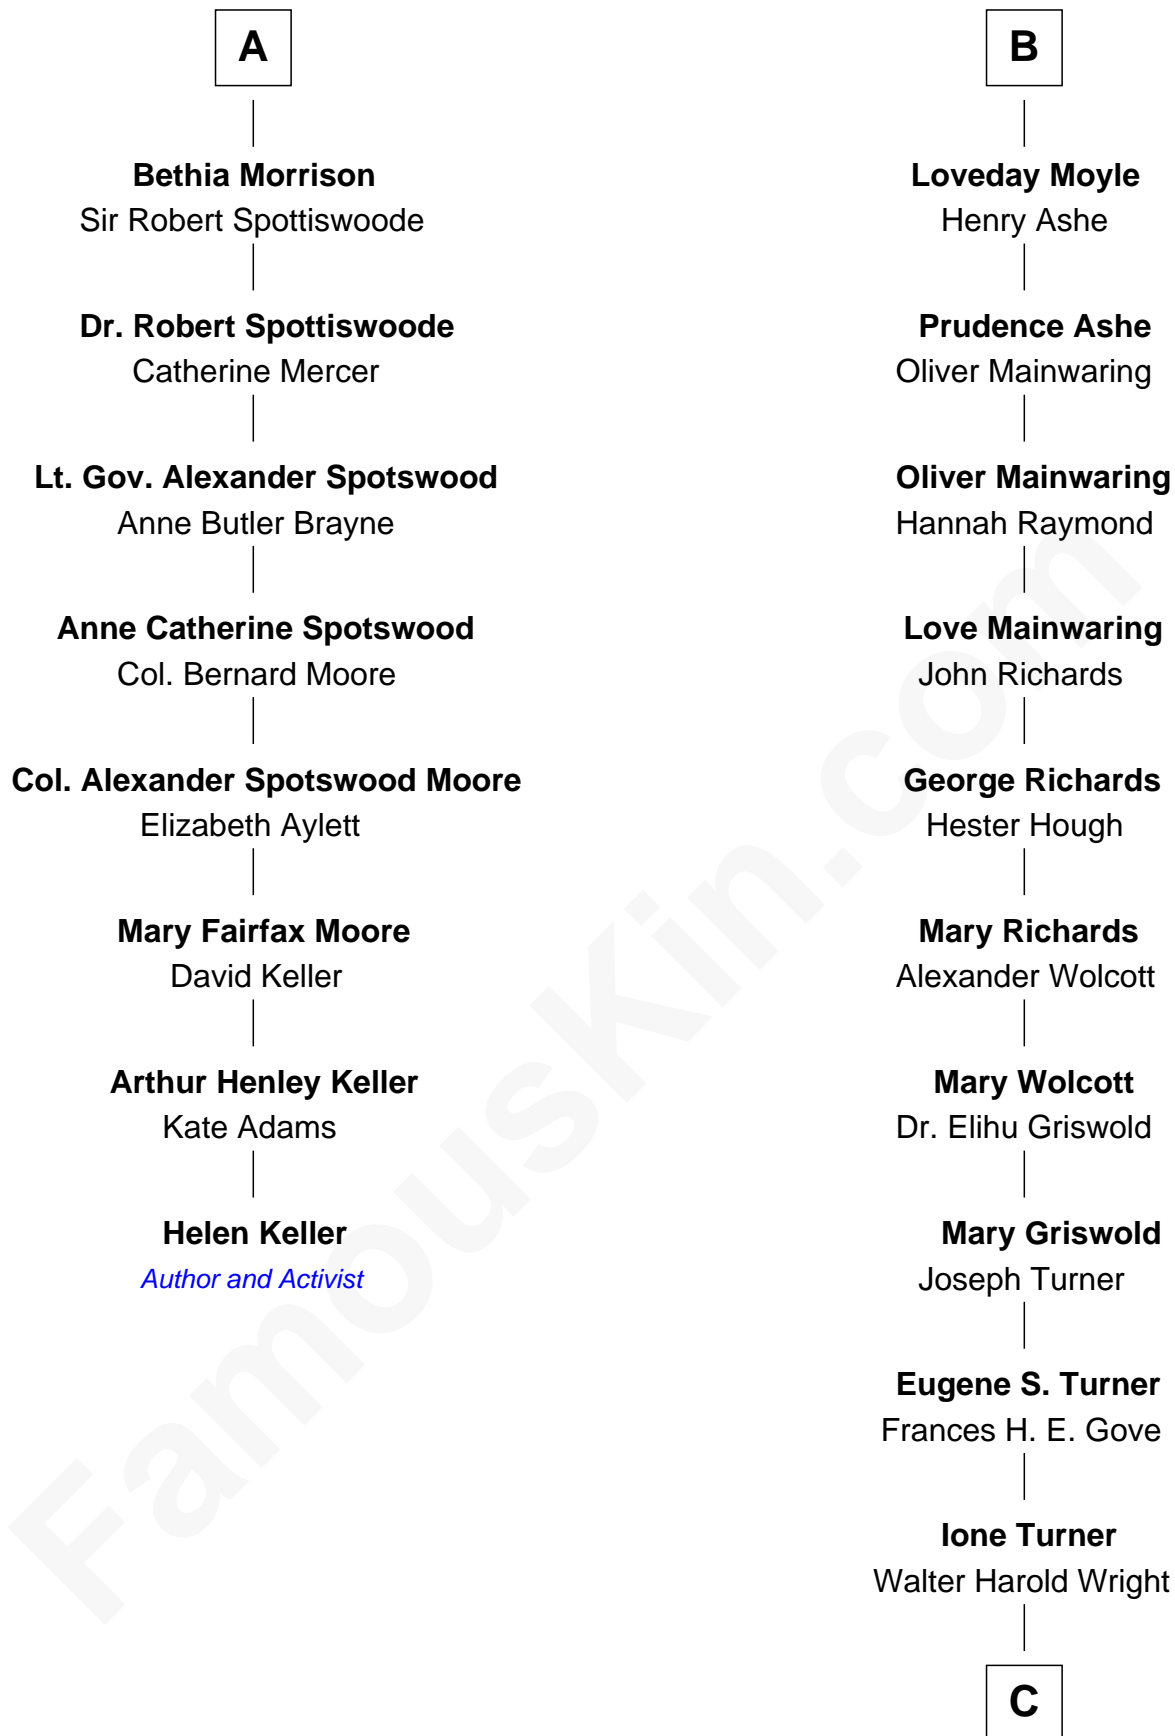 A
Bethia Morrison
Sir Robert Spottiswoode
Dr. Robert Spottiswoode
Catherine Mercer
Lt. Gov. Alexander Spotswood
Anne Butler Brayne
Anne Catherine Spotswood
Col. Bernard Moore
Col. Alexander Spotswood Moore
Elizabeth Aylett
Mary Fairfax Moore
David Keller
Arthur Henley Keller
Kate Adams
Helen Keller
Author and Activist
B
Loveday Moyle
Henry Ashe
Prudence Ashe
Oliver Mainwaring
Oliver Mainwaring
Hannah Raymond
Love Mainwaring
John Richards
George Richards
Hester Hough
Mary Richards
Alexander Wolcott
Mary Wolcott
Dr. Elihu Griswold
Mary Griswold
Joseph Turner
Eugene S. Turner
Frances H. E. Gove
Ione Turner
Walter Harold Wright
C
FamousKin.com